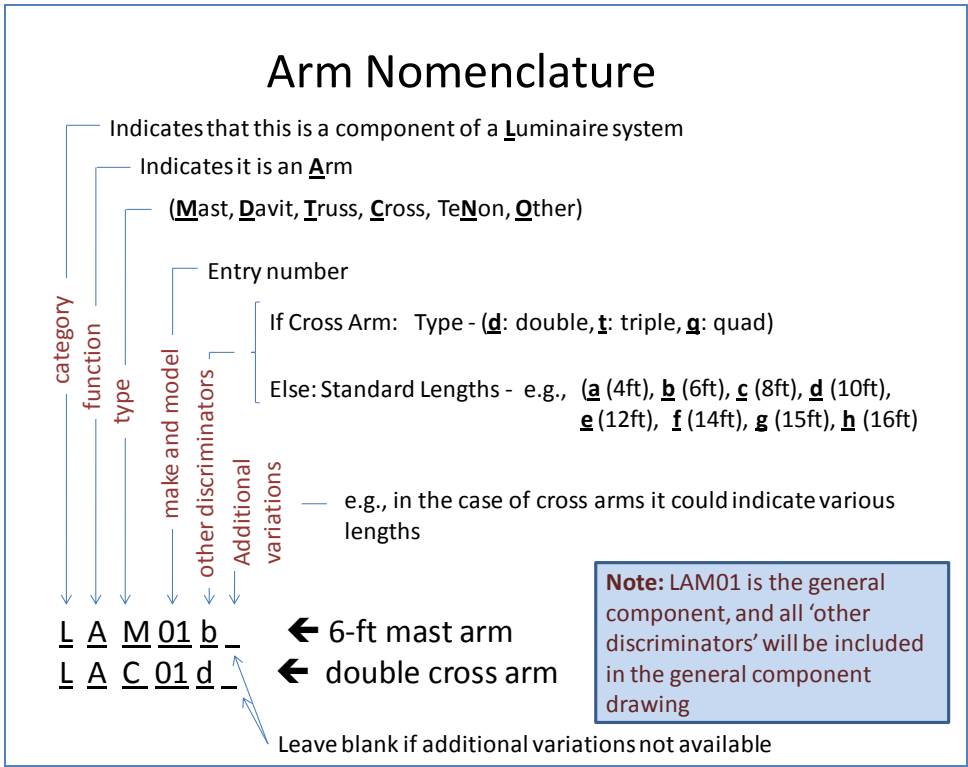 Arm Nomenclature
Indicates that this is a component of a Luminaire system
Indicates it is an Arm
(Mast, Davit, Truss, Cross, TeNon, Other)
Entry number
If Cross Arm: Type - (d: double, t: triple, q: quad)
Else: Standard Lengths - e.g., (a (4ft), b (6ft), c (8ft), d (10ft),
e (12ft), f (14ft), g (15ft), h (16ft)
category
function
type
make and model
other discriminators
Additional
variations
e.g., in the case of cross arms it could indicate various
lengths
Note: LAM01 is the general
component, and all ‘other
discriminators’ will be included
in the general component
drawing
L A M 01 b _ 🡸 6-ft mast arm
L A C 01 d _ 🡸 double cross arm
Leave blank if additional variations not available